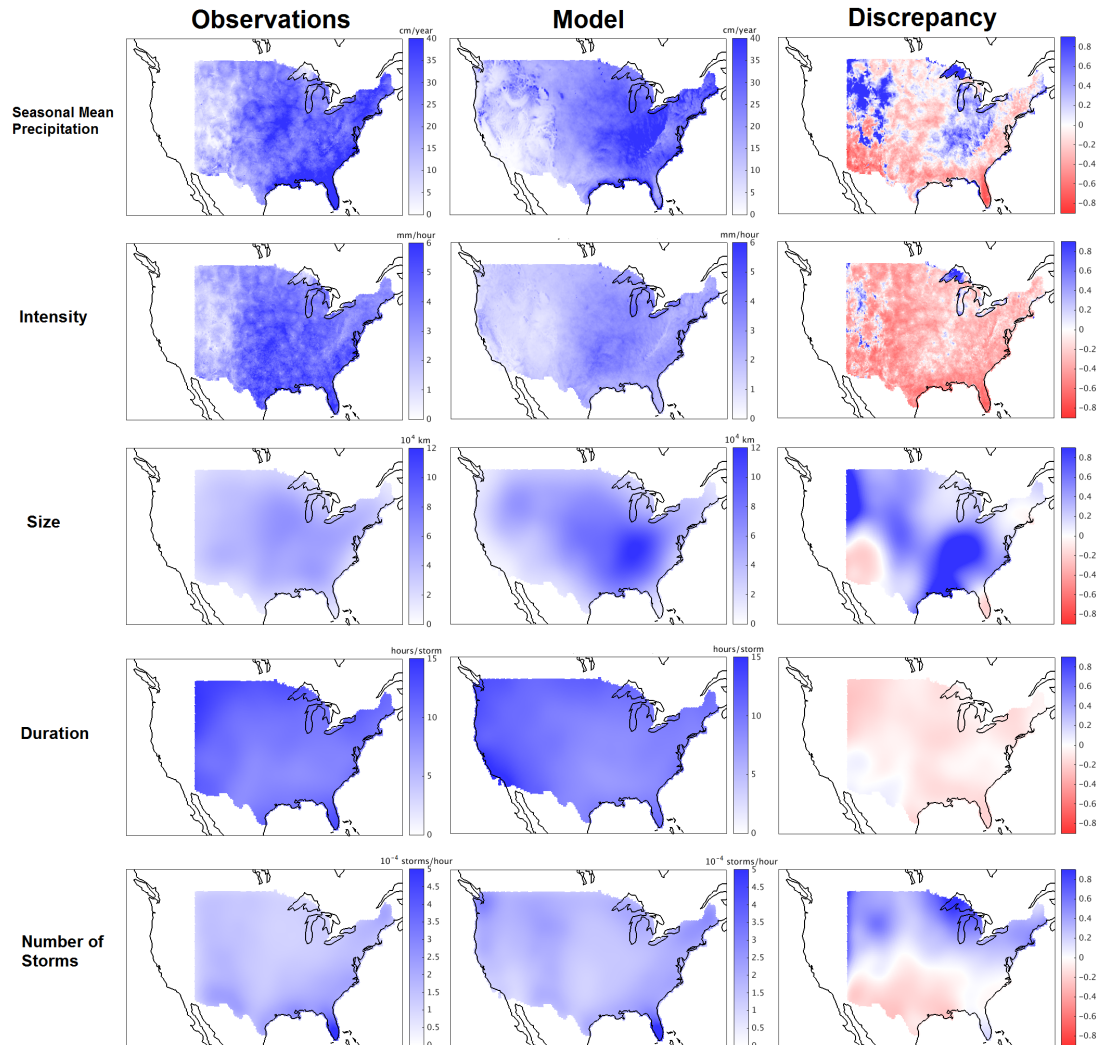 Observations Model Discrepancy
cm/year cm/year
Seasonal Mean
Precipitation
40 35 30 25 20 15 10 5 0
40 35 30 25 20 15 10 5 0
0.8 0.6 0.4 0.2 0 −0.2 −0.4 −0.6 −0.8
mm/hour mm/hour
Intensity
6 5 4 3 2 1 0
6 5 4 3 2 1 0
0.8 0.6 0.4 0.2 0 −0.2 −0.4 −0.6 −0.8
10⁴ km 10⁴ km
Size
12 10 8 6 4 2 0
12 10 8 6 4 2 0
0.8 0.6 0.4 0.2 0 −0.2 −0.4 −0.6 −0.8
hours/storm hours/storm
Duration
15 10 5 0
15 10 5 0
0.8 0.6 0.4 0.2 0 −0.2 −0.4 −0.6 −0.8
10⁻⁴ storms/hour 10⁻⁴ storms/hour
Number of
Storms
5 4.5 4 3.5 3 2.5 2 1.5 1 0.5 0
5 4.5 4 3.5 3 2.5 2 1.5 1 0.5 0
0.8 0.6 0.4 0.2 0 −0.2 −0.4 −0.6 −0.8